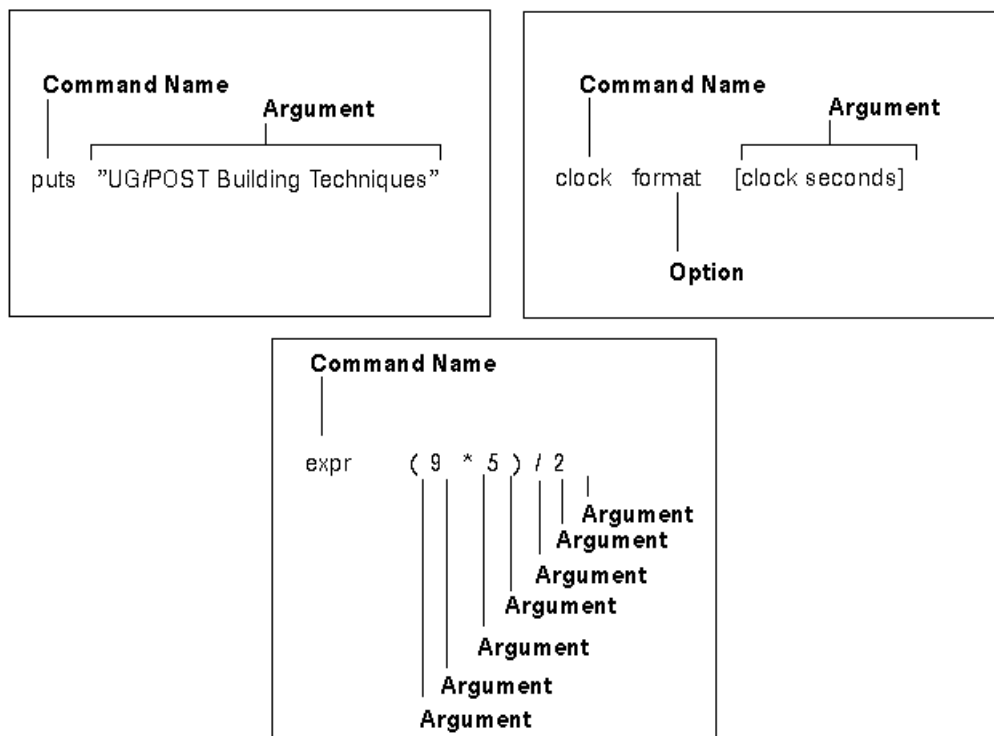 Command Name
Argument
puts ”UG/POST Building Techniques”
Command Name
Argument
clock format [clock seconds]
Option
Command Name
expr ( 9 * 5 ) / 2
Argument
Argument
Argument
Argument
Argument
Argument
Argument